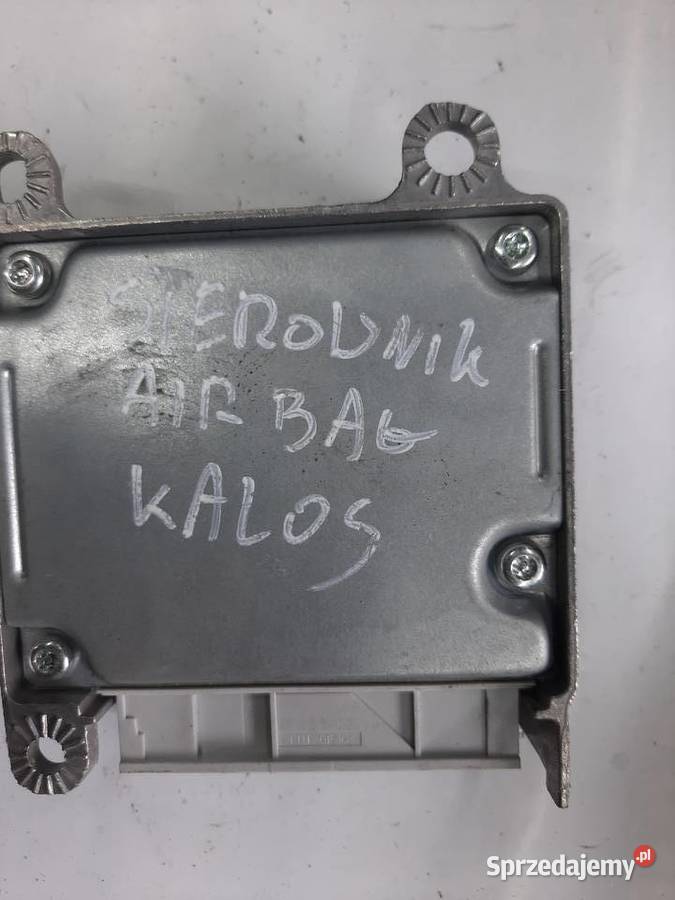 STEROWNIK
AIR BAG
KALOS
Sprzedajemy.pl